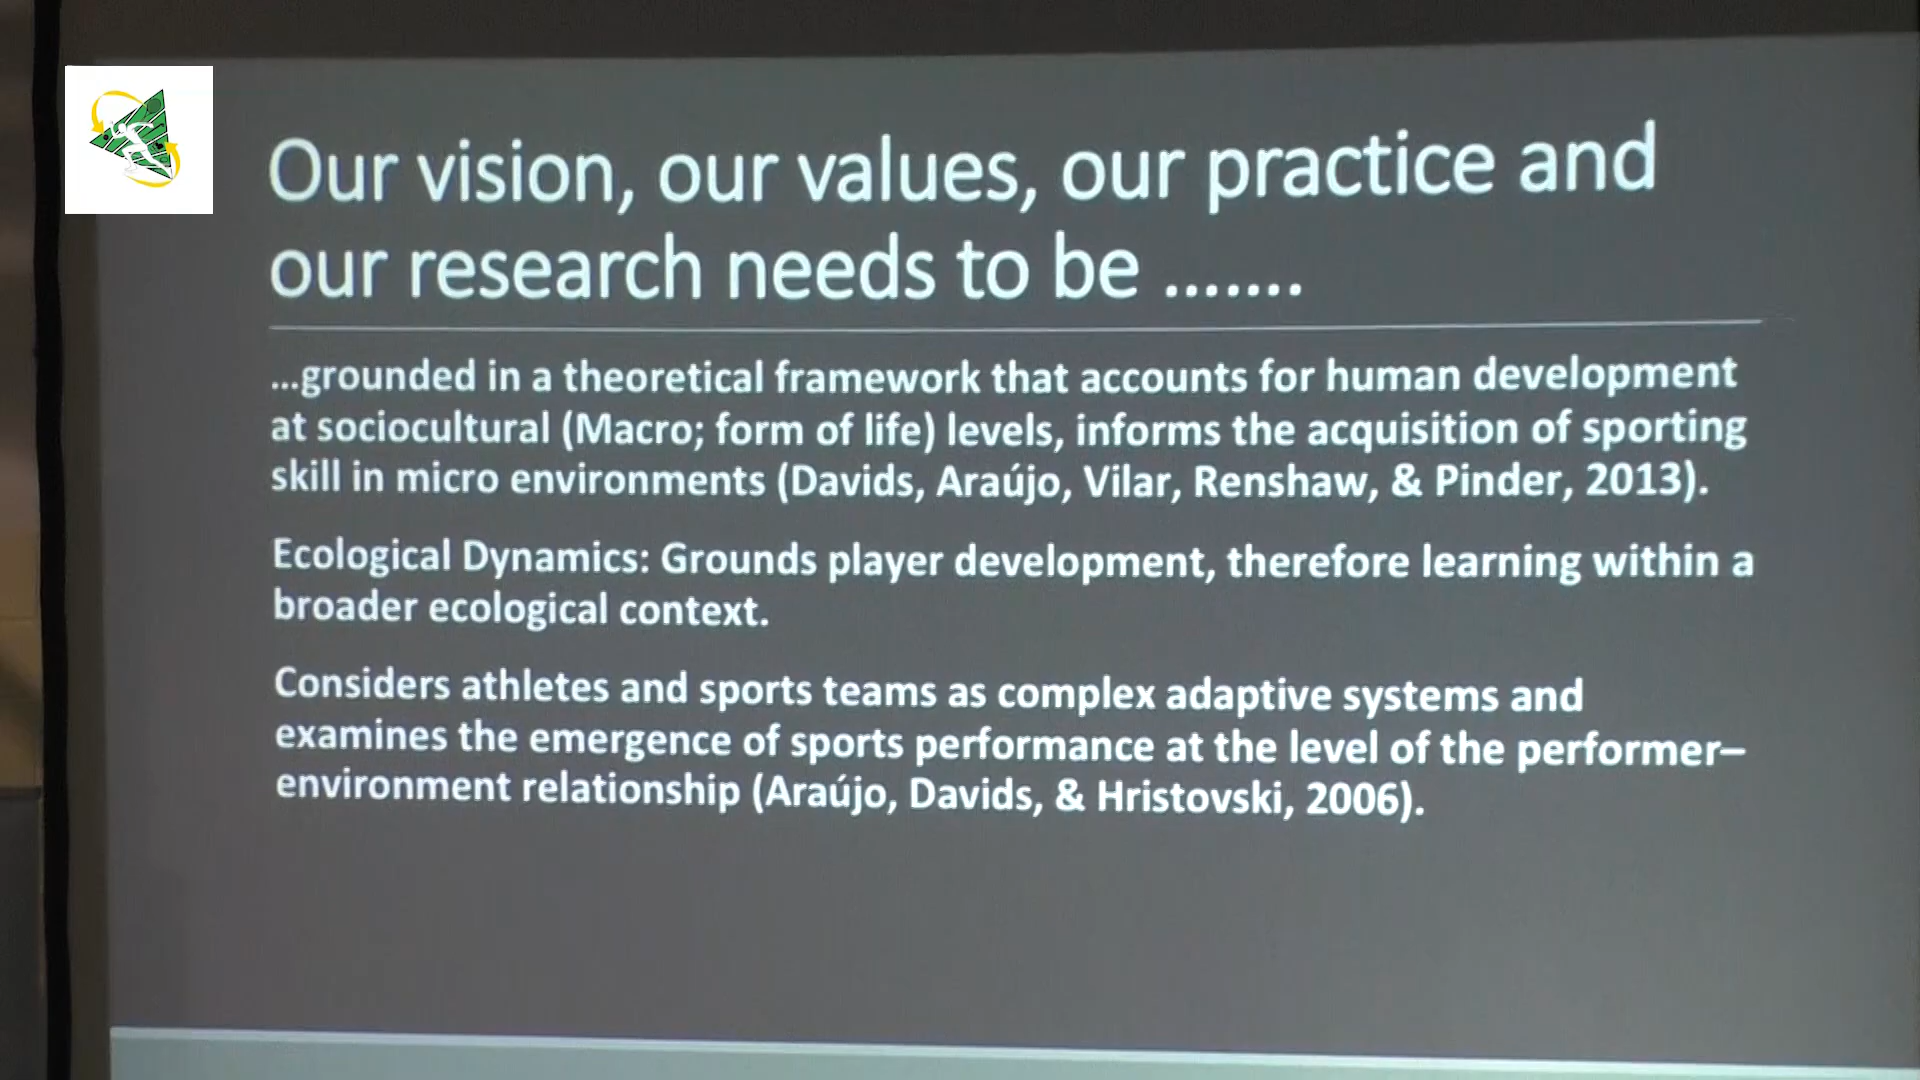 Our vision, our values, our practice and
our research needs to be .......
...grounded in a theoretical framework that accounts for human development
at sociocultural (Macro; form of life) levels, informs the acquisition of sporting
skill in micro environments (Davids, Araújo, Vilar, Renshaw, & Pinder, 2013).
Ecological Dynamics: Grounds player development, therefore learning within a
broader ecological context.
Considers athletes and sports teams as complex adaptive systems and
examines the emergence of sports performance at the level of the performer–
environment relationship (Araújo, Davids, & Hristovski, 2006).